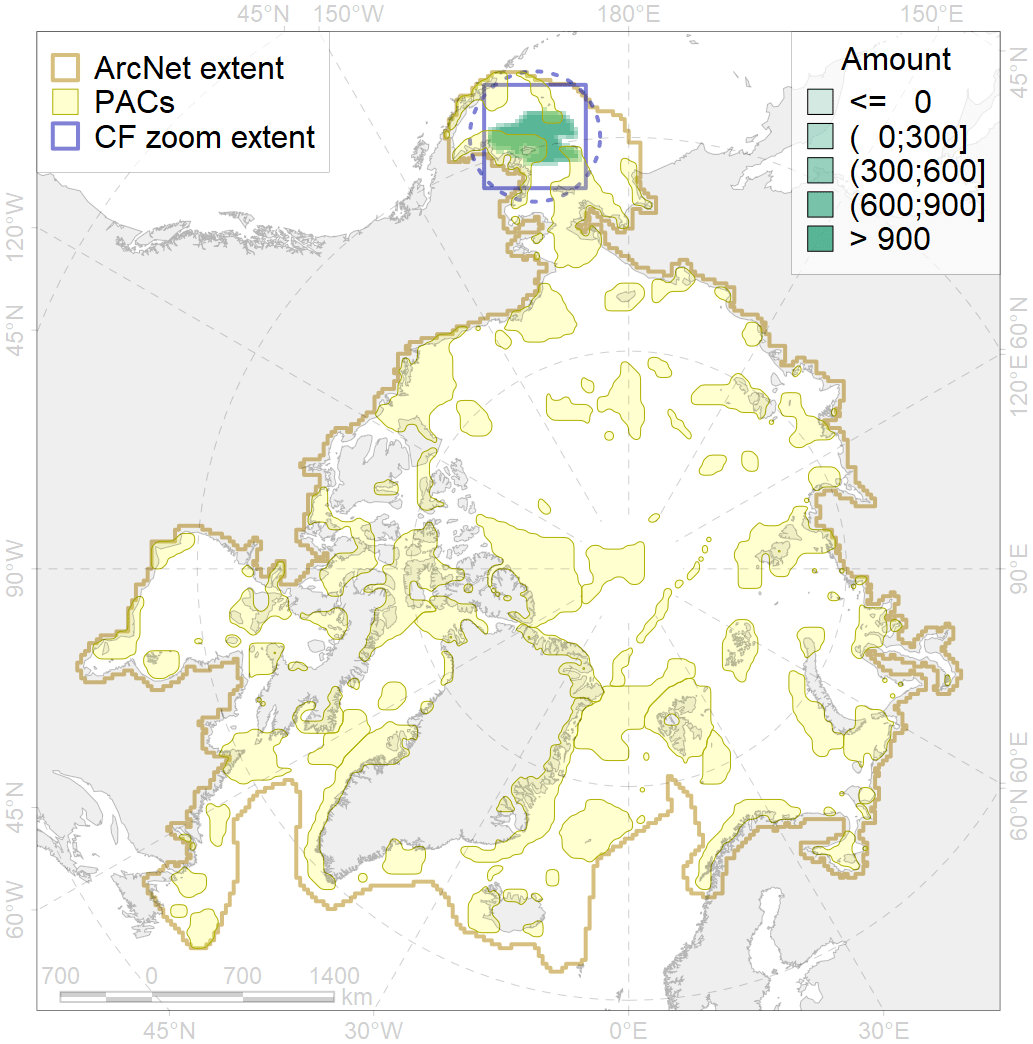 45°N 150°W 180°E 150°E
ArcNet extent
PACs
CF zoom extent
Amount
<= 0
( 0;300]
(300;600]
(600;900]
> 900
45°N
120°W
45°N
90°W
45°N
60°W
60°N
120°E
90°E
60°E
60°N
700 0 700 1400
km
45°N 30°W 0°E 30°E